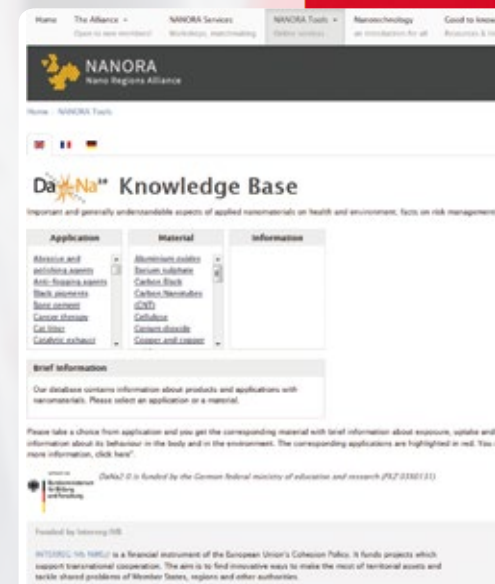 Home The Alliance NANORA Services NANORA Tools Nanotechnology Good to know
Open to new members! Workshops, matchmaking Online services an introduction for all Resources &
NANORA
Nano Regions Alliance
Home / NANORA Tools
DaNa 2.0 Knowledge Base
Important and generally understandable aspects of applied nanomaterials on health and environment, facts on risk management
Application Material Information
Abrasive and Aluminium oxides
polishing agents Barium sulphate
Anti-fogging agents Carbon Black
Black pigments Carbon Nanotubes
Bone cement (CNT)
Cancer therapy Cellulose
Cat litter Cerium dioxide
Catalytic exhaust Copper and copper
Brief Information
Our database contains information about products and applications with
nanomaterials. Please select an application or a material.
Please take a choice from application and you get the corresponding material with brief information about exposure, uptake and
information about its behaviour in the body and in the environment. The corresponding applications are highlighted in red. You
more information, click here".
Bundesministerium
für Bildung
und Forschung
DaNa2.0 is funded by the German federal ministry of education and research (FKZ 03X0131)
Funded by Interreg IVB
INTERREG IVB NWE is a financial instrument of the European Union's Cohesion Policy. It funds projects which
support transnational cooperation. The aim is to find innovative ways to make the most of territorial assets and
tackle shared problems of Member States, regions and other authorities.